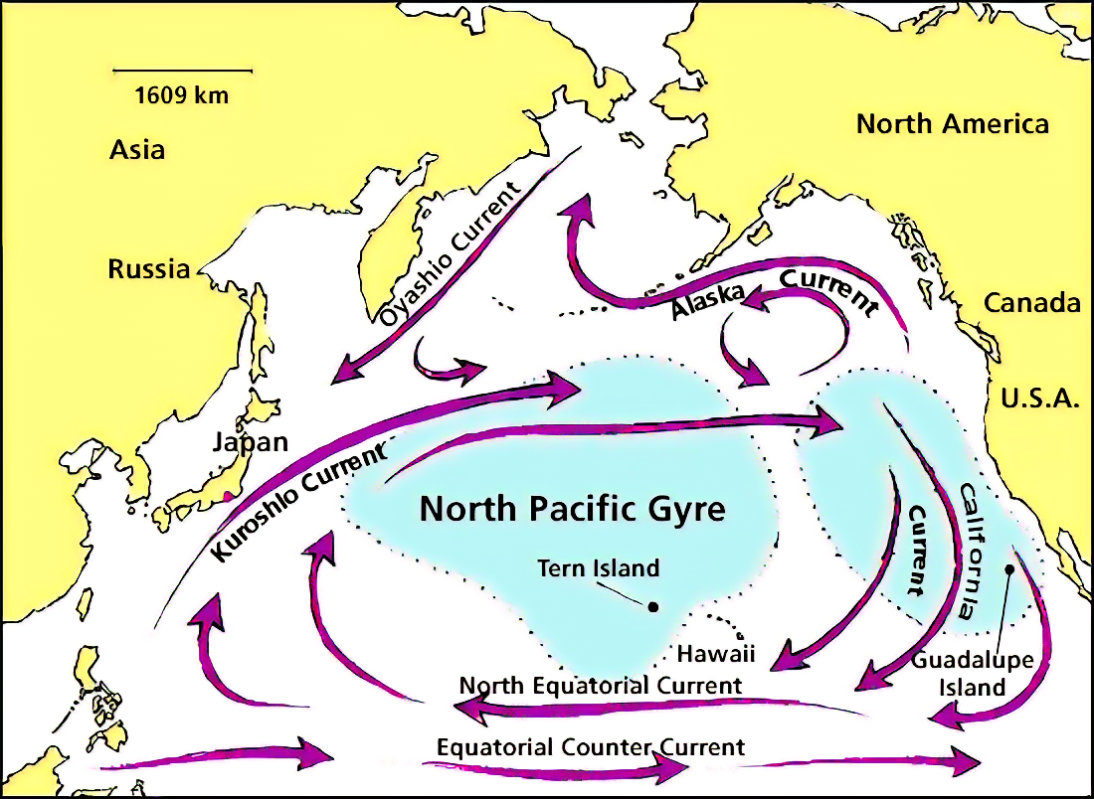 1609 km
North America
Asia
Oyashio Current
Russia
Alaska Current
Canada
U.S.A.
Japan
Kuroshio Current
North Pacific Gyre
California
Current
Tern Island
Hawaii
Guadalupe
Island
North Equatorial Current
Equatorial Counter Current